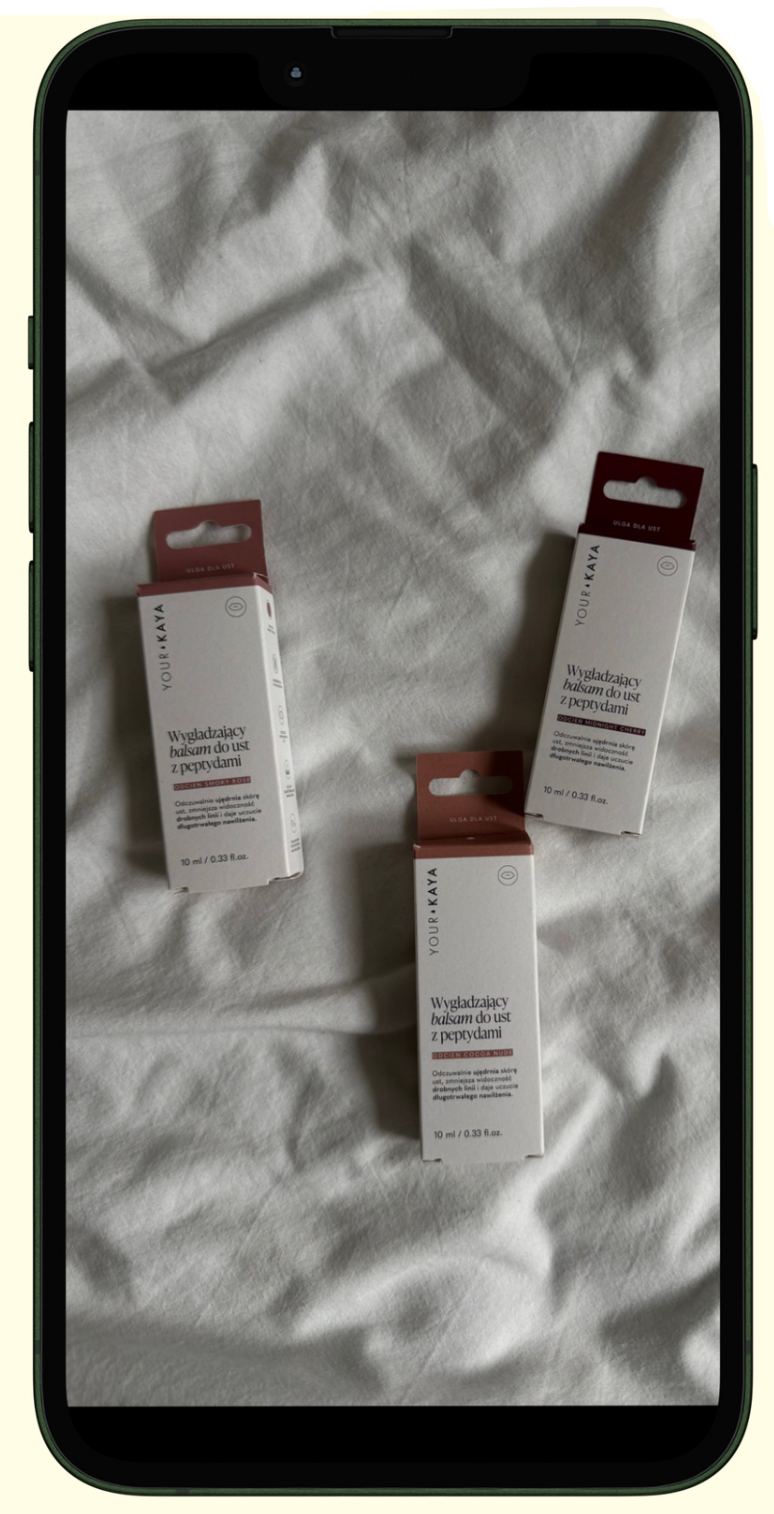 ULGA DLA UST
YOUR KAYA
Wygładzający
balsam do ust
z peptydami
ODCIEŃ SMOKY ROSE
Odczuwalnie ujędrnia skórę
ust, zmniejsza widoczność
drobnych linii i daje uczucie
długotrwałego nawilżenia.
10 ml / 0.33 fl.oz.
ULGA DLA UST
YOUR KAYA
Wygładzający
balsam do ust
z peptydami
ODCIEŃ MIDNIGHT CHERRY
Odczuwalnie ujędrnia skórę
ust, zmniejsza widoczność
drobnych linii i daje uczucie
długotrwałego nawilżenia.
10 ml / 0.33 fl.oz.
ULGA DLA UST
YOUR KAYA
Wygładzający
balsam do ust
z peptydami
ODCIEŃ COCOA NUDE
Odczuwalnie ujędrnia skórę
ust, zmniejsza widoczność
drobnych linii i daje uczucie
długotrwałego nawilżenia.
10 ml / 0.33 fl.oz.